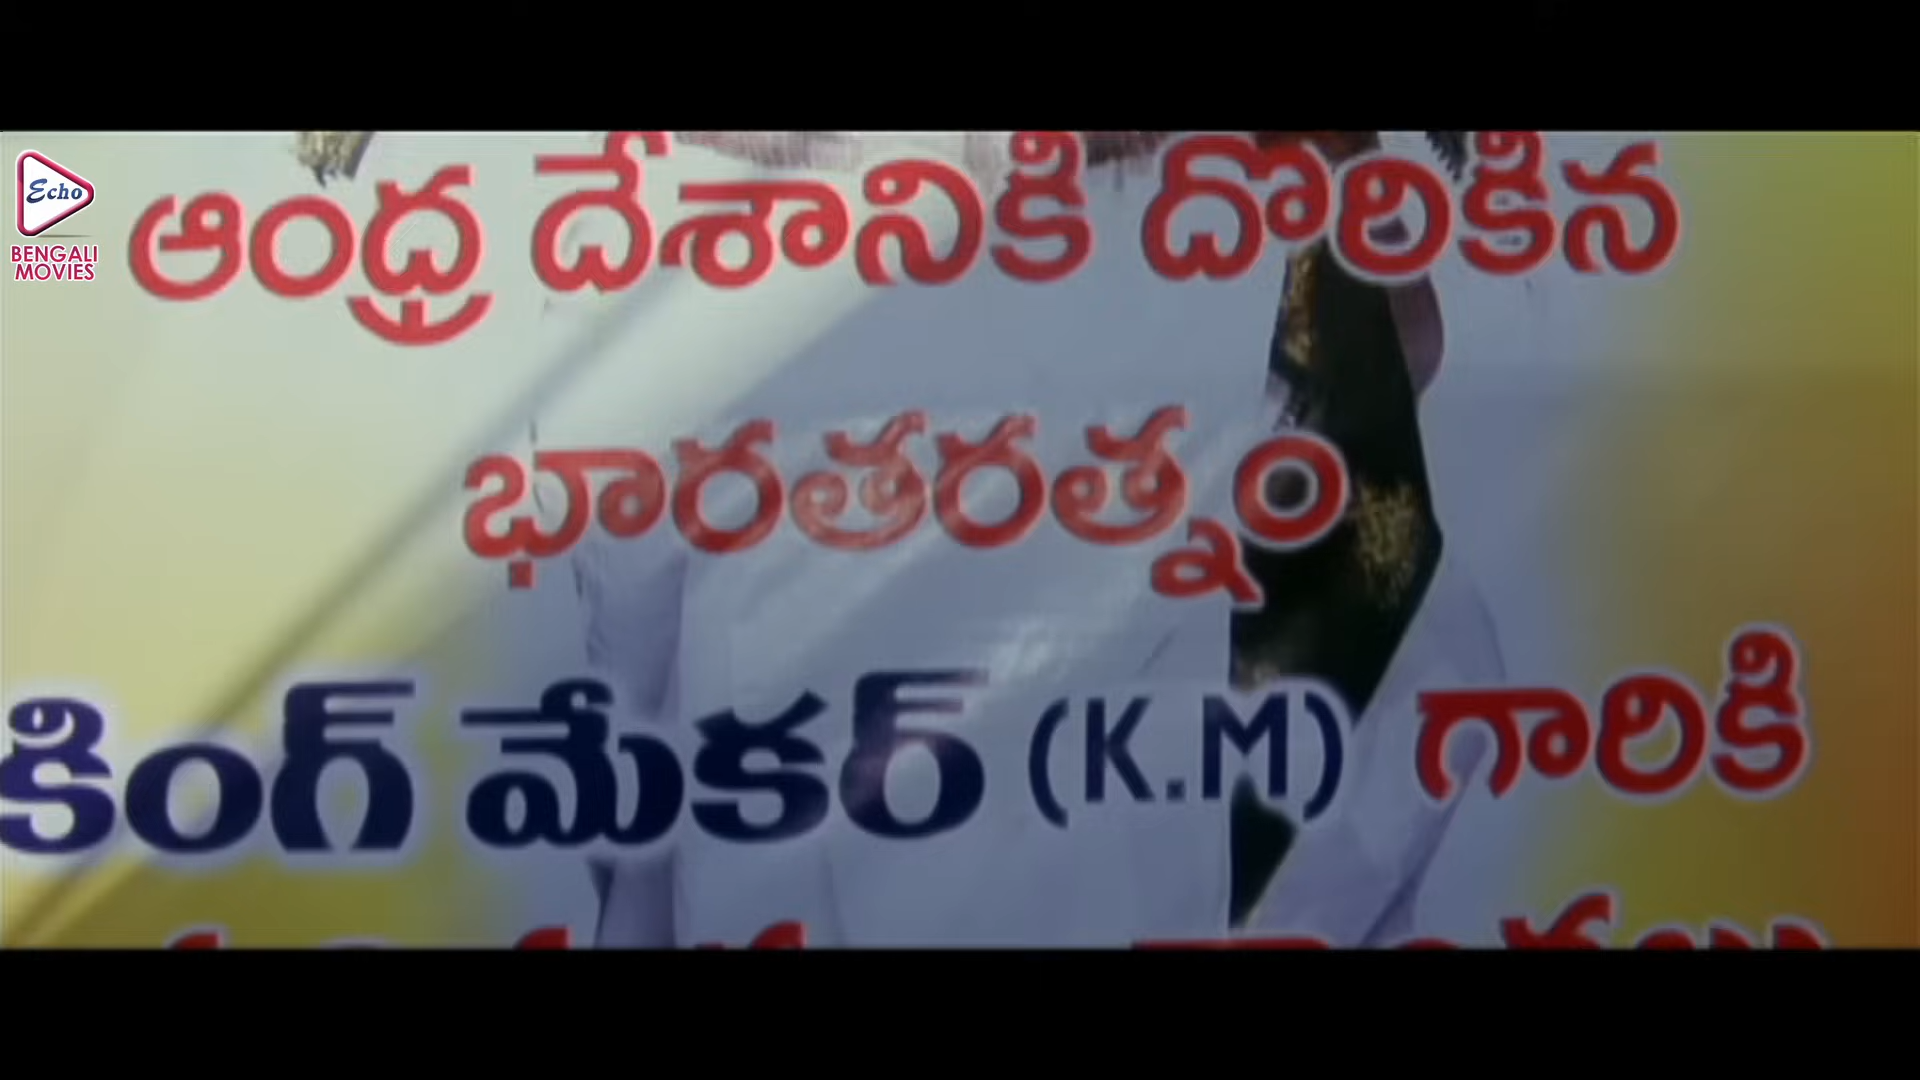 Echo
BENGALI
MOVIES
ఆంధ్ర దేశానికి దొరికిన
భారతరత్నం
కింగ్ మేకర్ (K.M) గారికి